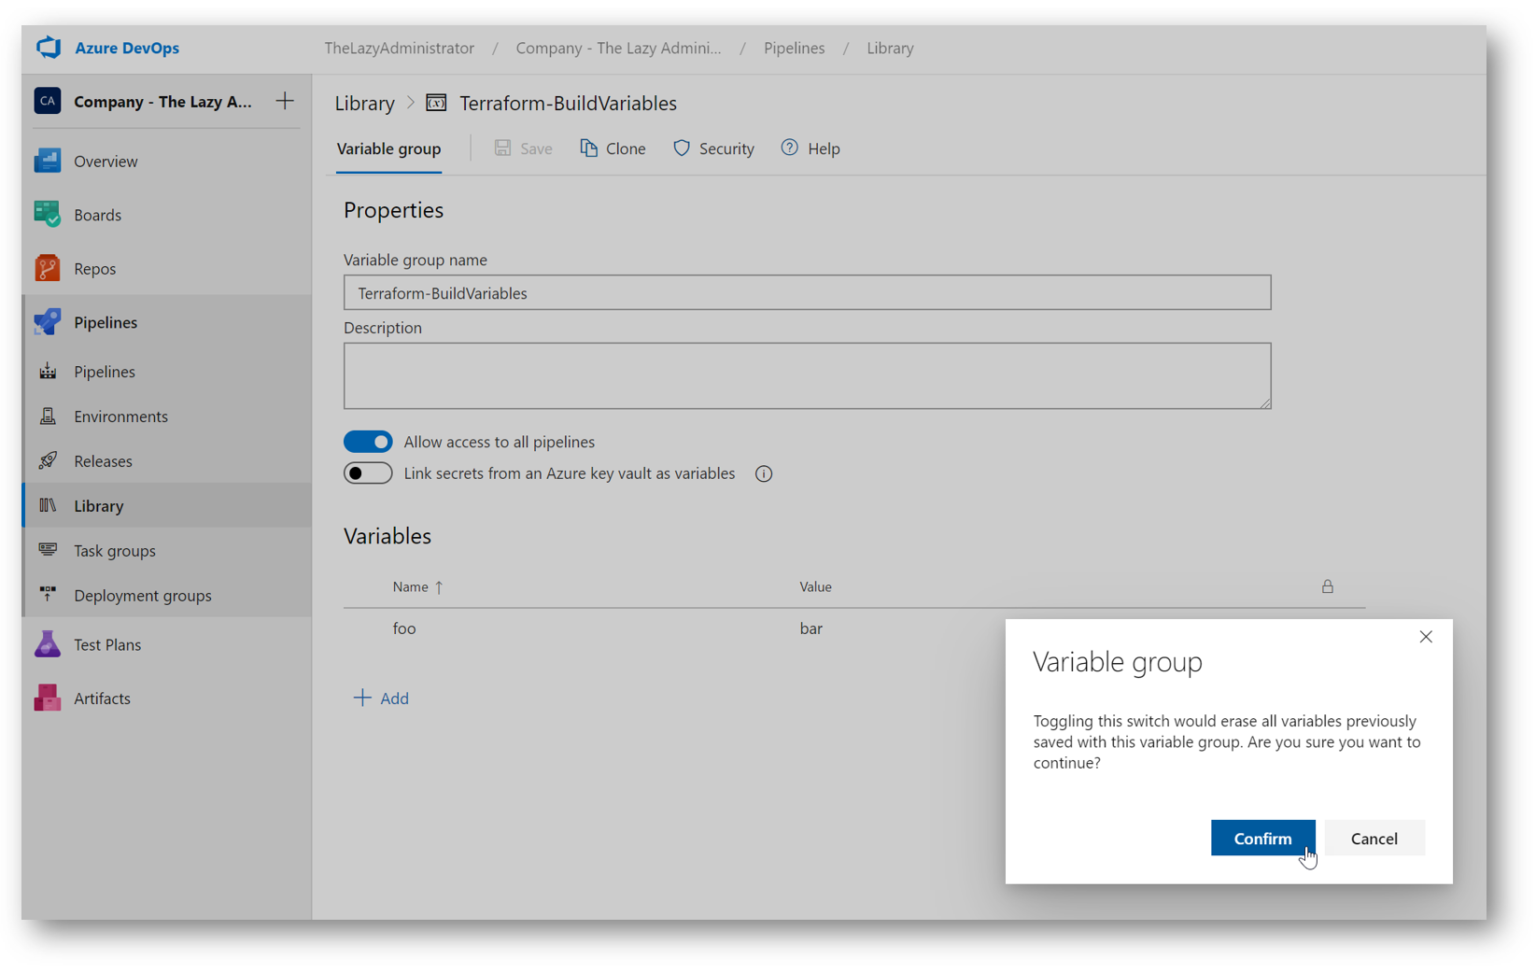 Azure DevOps
TheLazyAdministrator / Company - The Lazy Admini... / Pipelines / Library
CA Company - The Lazy A...
Library > Terraform-BuildVariables
Variable group Save Clone Security Help
Overview
Boards
Repos
Pipelines
Pipelines
Environments
Releases
Library
Task groups
Deployment groups
Test Plans
Artifacts
Properties
Variable group name
Terraform-BuildVariables
Description
Allow access to all pipelines
Link secrets from an Azure key vault as variables
Variables
Name ↑ Value
foo bar
+ Add
Variable group
Toggling this switch would erase all variables previously
saved with this variable group. Are you sure you want to
continue?
Confirm Cancel